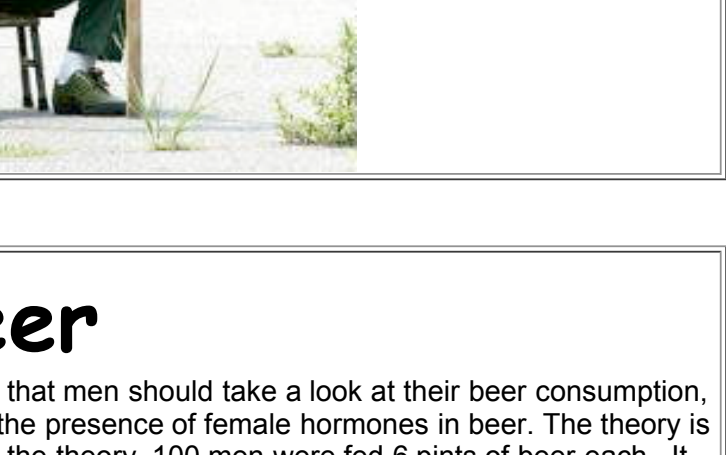 eer
that men should take a look at their beer consumption,
the presence of female hormones in beer. The theory is
the theory, 100 men were fed 6 pints of beer each. It